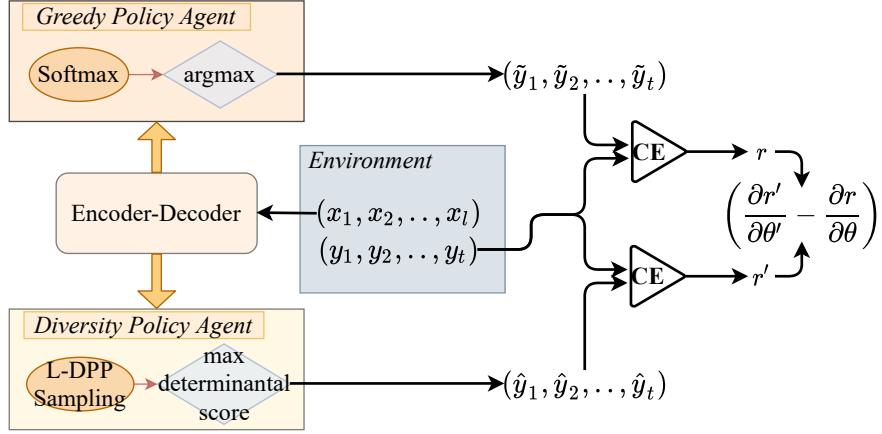 Greedy Policy Agent
Softmax
argmax
(ỹ₁, ỹ₂, . . , ỹₜ)
Environment
(x₁, x₂, . . , xₗ)
(y₁, y₂, . . , yₜ)
Encoder-Decoder
CE
r
(∂r′/∂θ′ − ∂r/∂θ)
CE
r′
Diversity Policy Agent
L-DPP
Sampling
max
determinantal
score
(ŷ₁, ŷ₂, . . , ŷₜ)